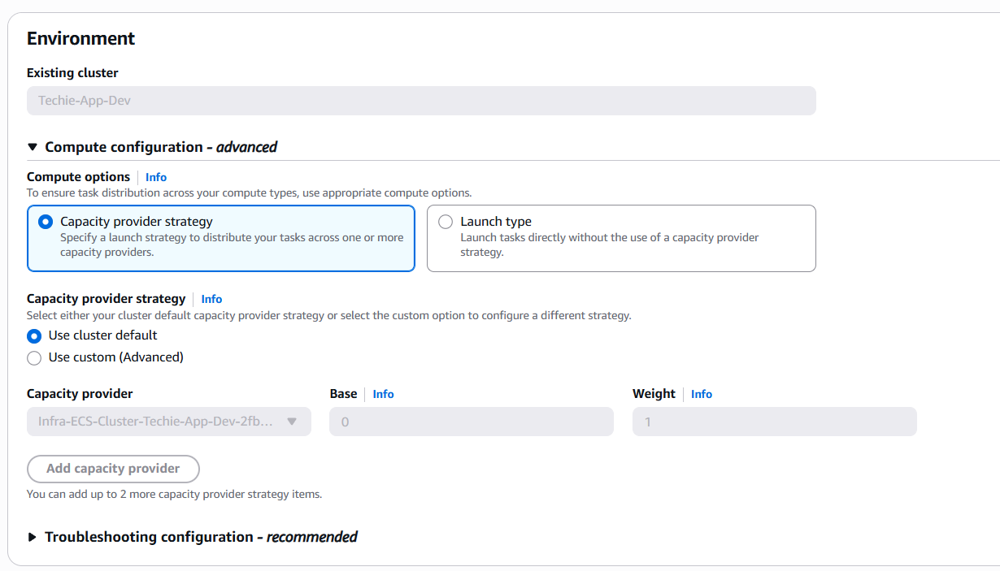 Environment
Existing cluster
Techie-App-Dev
Compute configuration - advanced
Compute options Info
To ensure task distribution across your compute types, use appropriate compute options.
Capacity provider strategy
Specify a launch strategy to distribute your tasks across one or more
capacity providers.
Launch type
Launch tasks directly without the use of a capacity provider
strategy.
Capacity provider strategy Info
Select either your cluster default capacity provider strategy or select the custom option to configure a different strategy.
Use cluster default
Use custom (Advanced)
Capacity provider Base Info Weight Info
Infra-ECS-Cluster-Techie-App-Dev-2fb... 0 1
Add capacity provider
You can add up to 2 more capacity provider strategy items.
Troubleshooting configuration - recommended